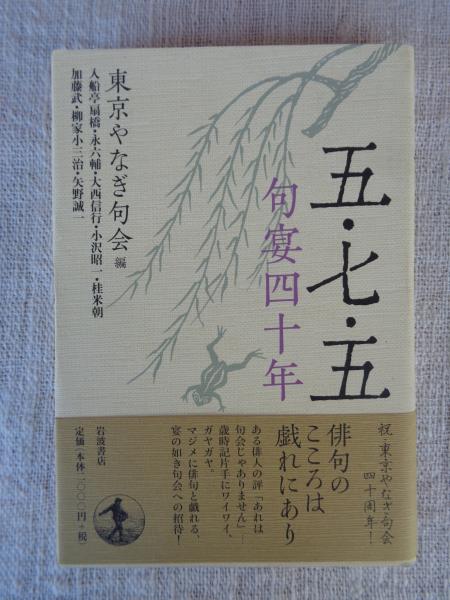 五・七・五
句宴四十年
東京やなぎ句会 編
入船亭扇橋・永六輔・大西信行・小沢昭一・桂米朝
加藤武・柳家小三治・矢野誠一
祝・東京やなぎ句会
四十周年！
俳句の
こころは
戯れにあり
ある俳人の評「あれは
句会じゃありません」――
歳時記片手にワイワイ、
ガヤガヤ。
マジメに俳句と戯れる、
宴の如き句会への招待！
岩波書店
定価・本体二〇〇〇円+税